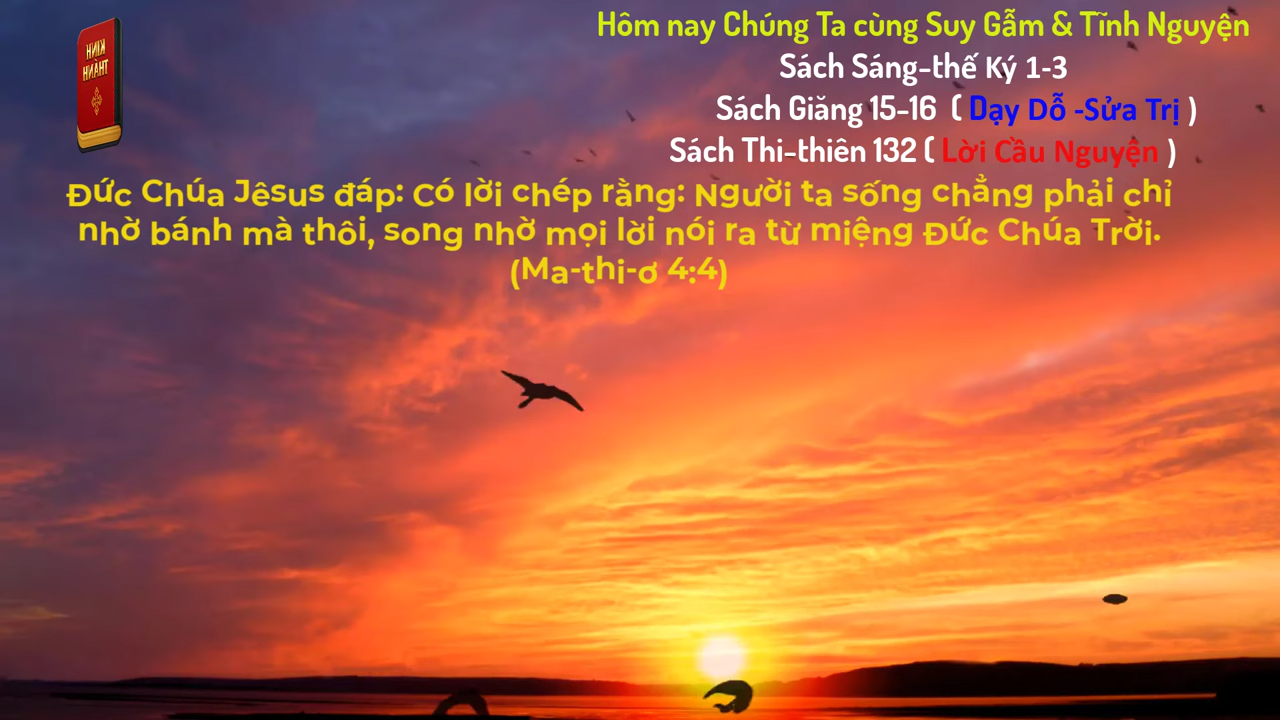 KINH
THÁNH
Hôm nay Chúng Ta cùng Suy Gẫm & Tĩnh Nguyện
Sách Sáng-thế Ký 1-3
Sách Giăng 15-16 ( Dạy Dỗ -Sửa Trị )
Sách Thi-thiên 132 ( Lời Cầu Nguyện )
Đức Chúa Jêsus đáp: Có lời chép rằng: Người ta sống chẳng phải chỉ
nhờ bánh mà thôi, song nhờ mọi lời nói ra từ miệng Đức Chúa Trời.
(Ma-thi-ơ 4:4)